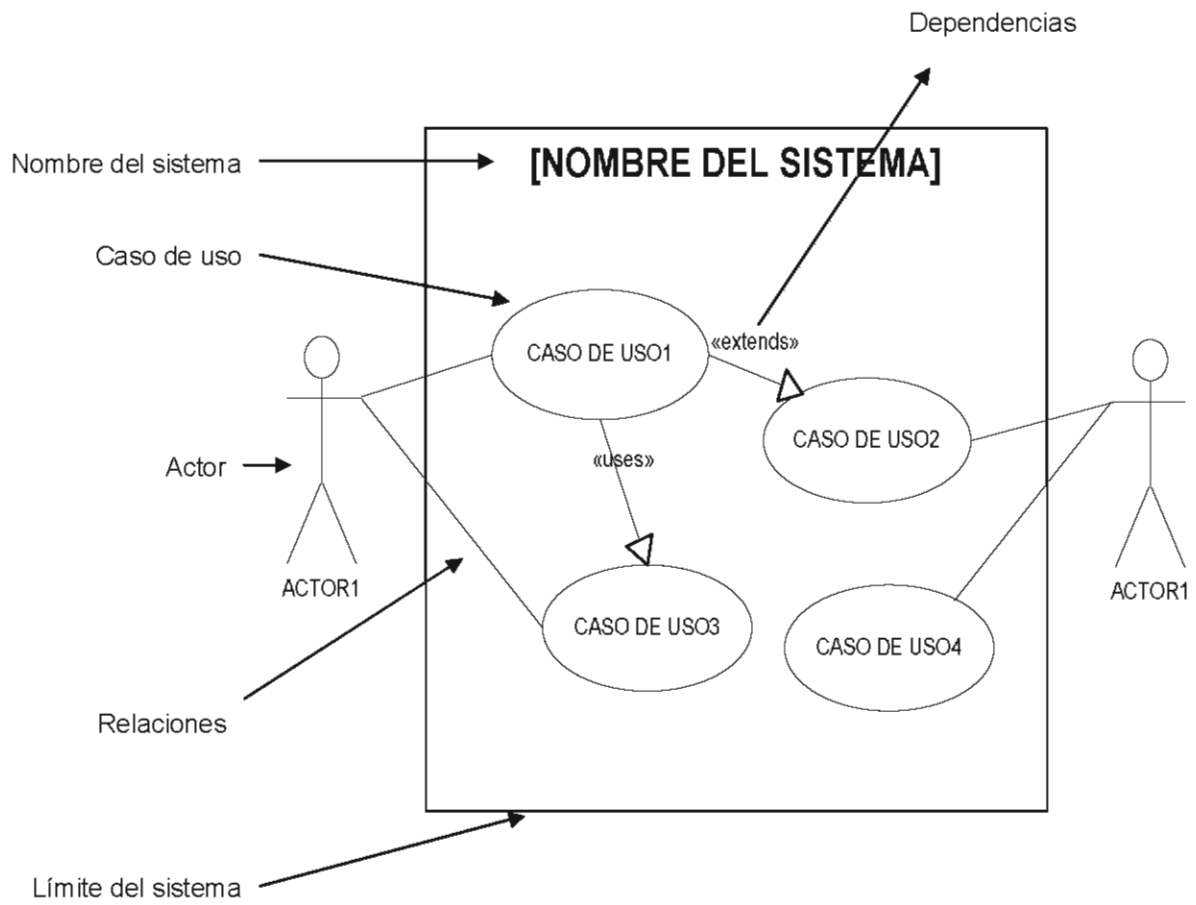 Dependencias
Nombre del sistema
[NOMBRE DEL SISTEMA]
Caso de uso
CASO DE USO1
«extends»
CASO DE USO2
«uses»
Actor
ACTOR1
ACTOR1
CASO DE USO3
CASO DE USO4
Relaciones
Límite del sistema